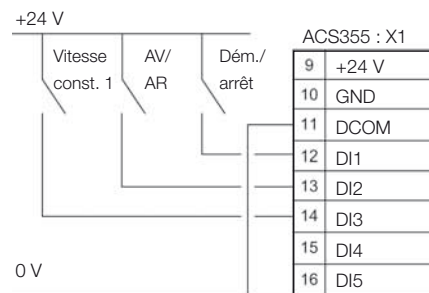 +24 V
Vitesse
const. 1
AV/
AR
Dém./
arrêt
ACS355 : X1
9 +24 V
10 GND
11 DCOM
12 DI1
13 DI2
14 DI3
15 DI4
16 DI5
0 V